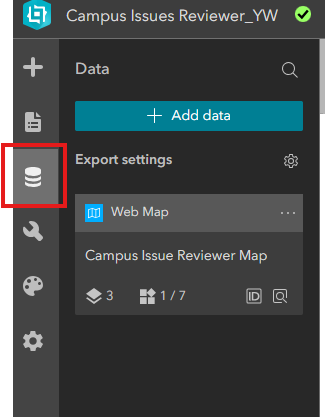 Campus Issues Reviewer_YW
Data
Add data
Export settings
Web Map
Campus Issue Reviewer Map
3 1 / 7 ID